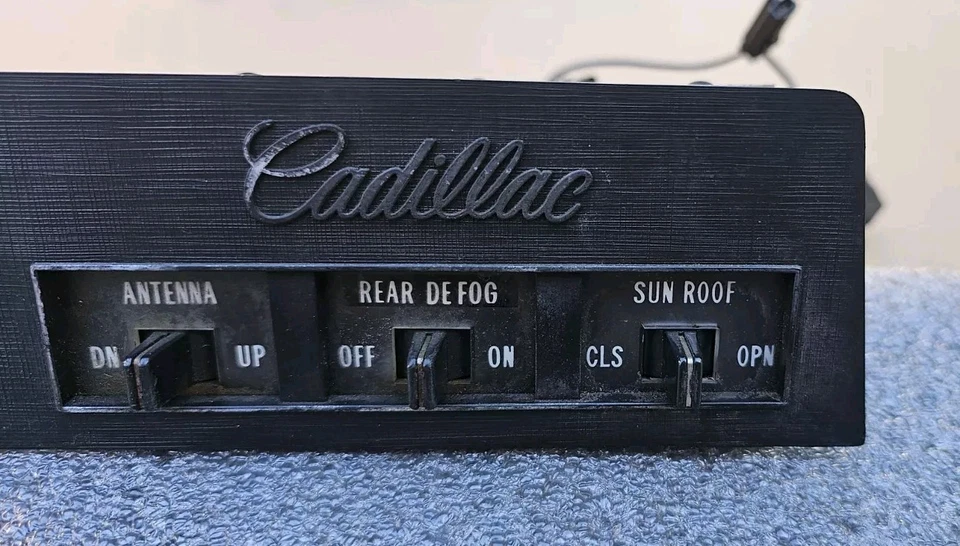 Cadillac
ANTENNA
DN UP
REAR DEFOG
OFF ON
SUN ROOF
CLS OPN